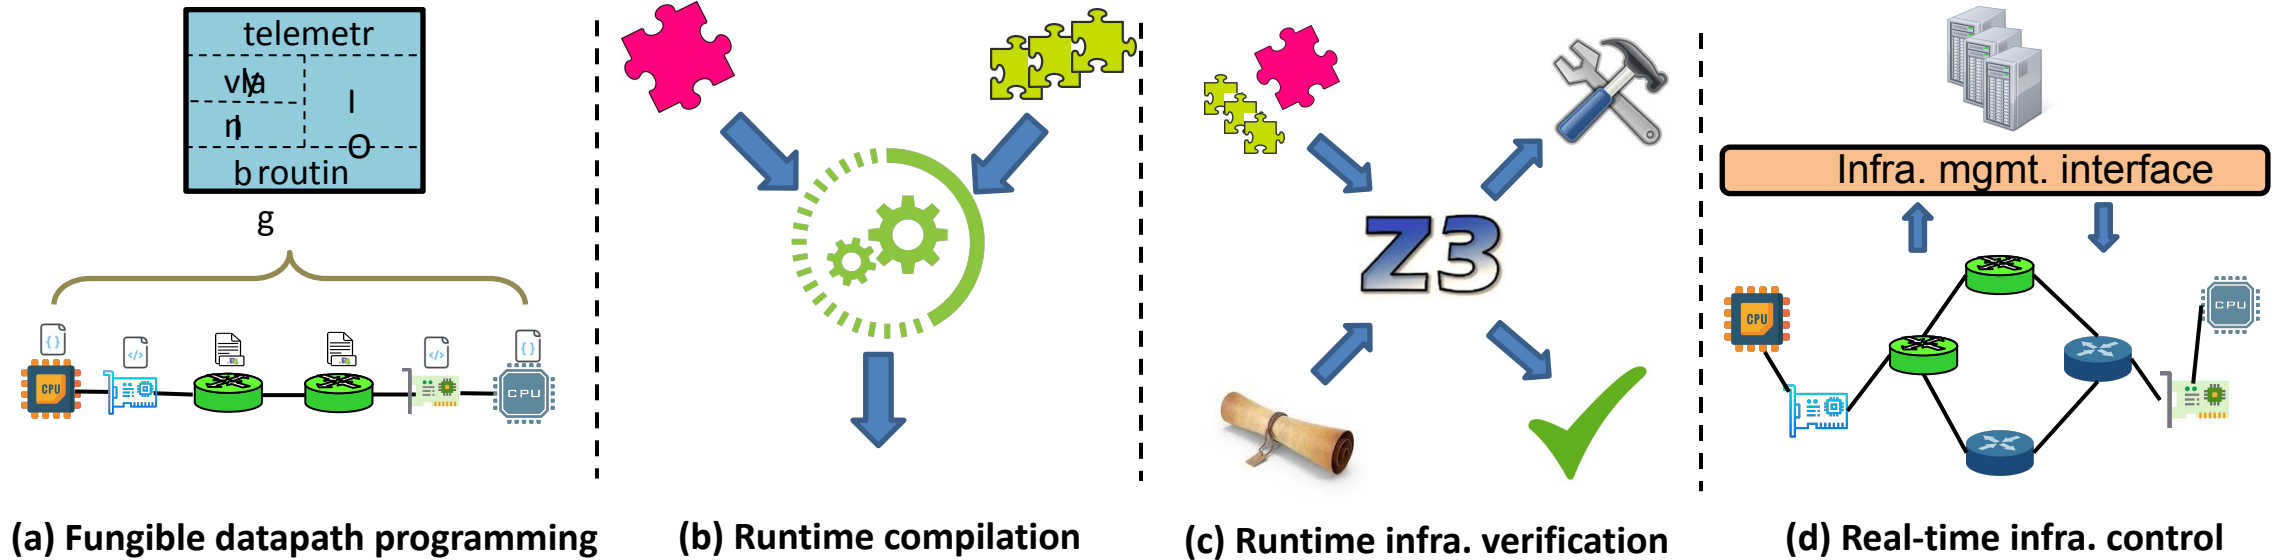 telemetr
I
O
b routin
g
CPU
CPU
(a) Fungible datapath programming
(b) Runtime compilation
Z3
(c) Runtime infra. verification
Infra. mgmt. interface
CPU
CPU
(d) Real-time infra. control